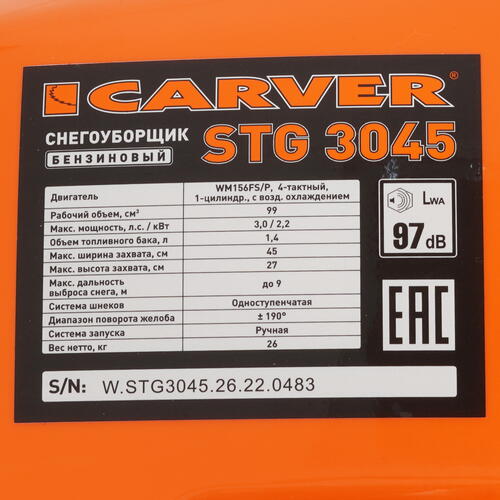 CARVER®
СНЕГОУБОРЩИК
БЕНЗИНОВЫЙ
STG 3045
Двигатель WM156FS/P, 4-тактный, 1-цилиндр., с возд. охлаждением
Рабочий объем, см³ 99
Макс. мощность, л.с. / кВт 3,0 / 2,2
Объем топливного бака, л 1,4
Макс. ширина захвата, см 45
Макс. высота захвата, см 27
Макс. дальность выброса снега, м до 9
Система шнеков Одноступенчатая
Диапазон поворота желоба ± 190°
Система запуска Ручная
Вес нетто, кг 26
LWA
97 dB
EAC
S/N: W.STG3045.26.22.0483